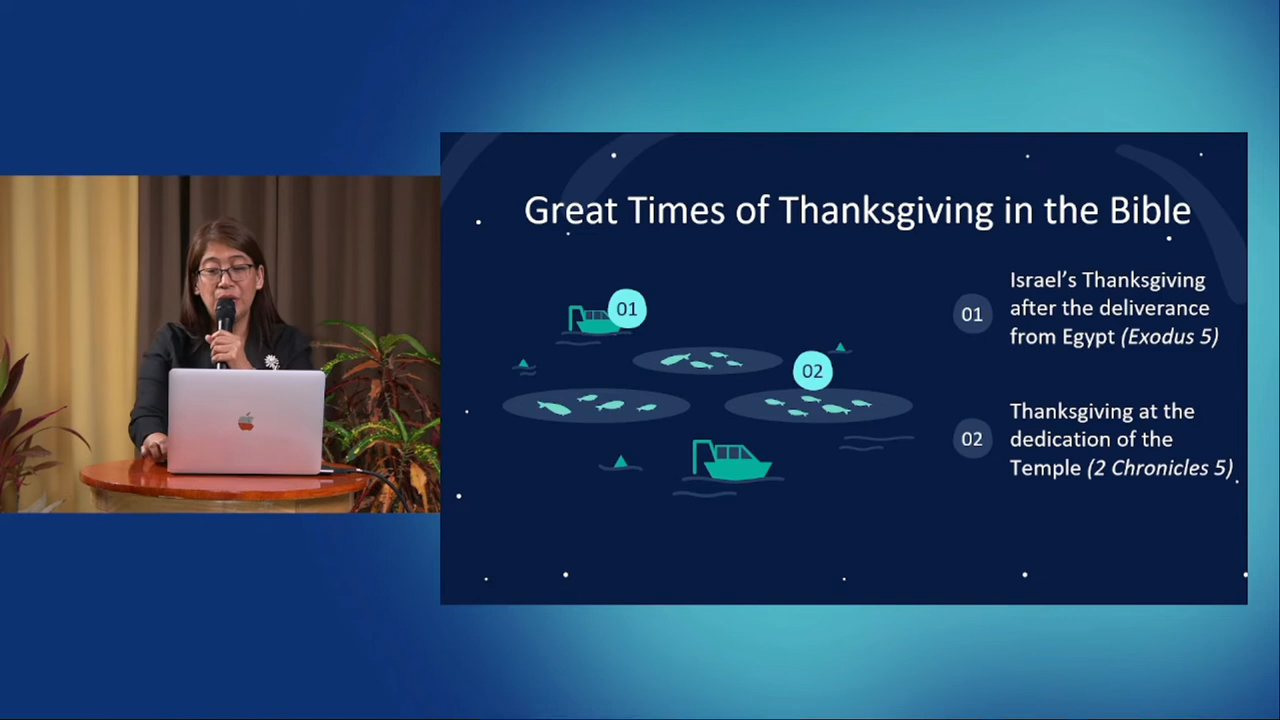 Great Times of Thanksgiving in the Bible
01
02
01
Israel's Thanksgiving
after the deliverance
from Egypt (Exodus 5)
02
Thanksgiving at the
dedication of the
Temple (2 Chronicles 5)